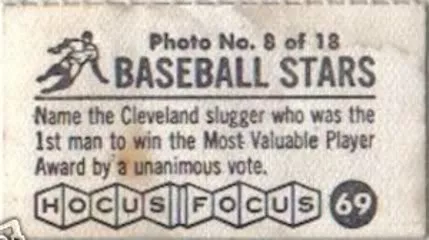 Photo No. 8 of 18
BASEBALL STARS
Name the Cleveland slugger who was the
1st man to win the Most Valuable Player
Award by a unanimous vote.
HOCUS FOCUS 69